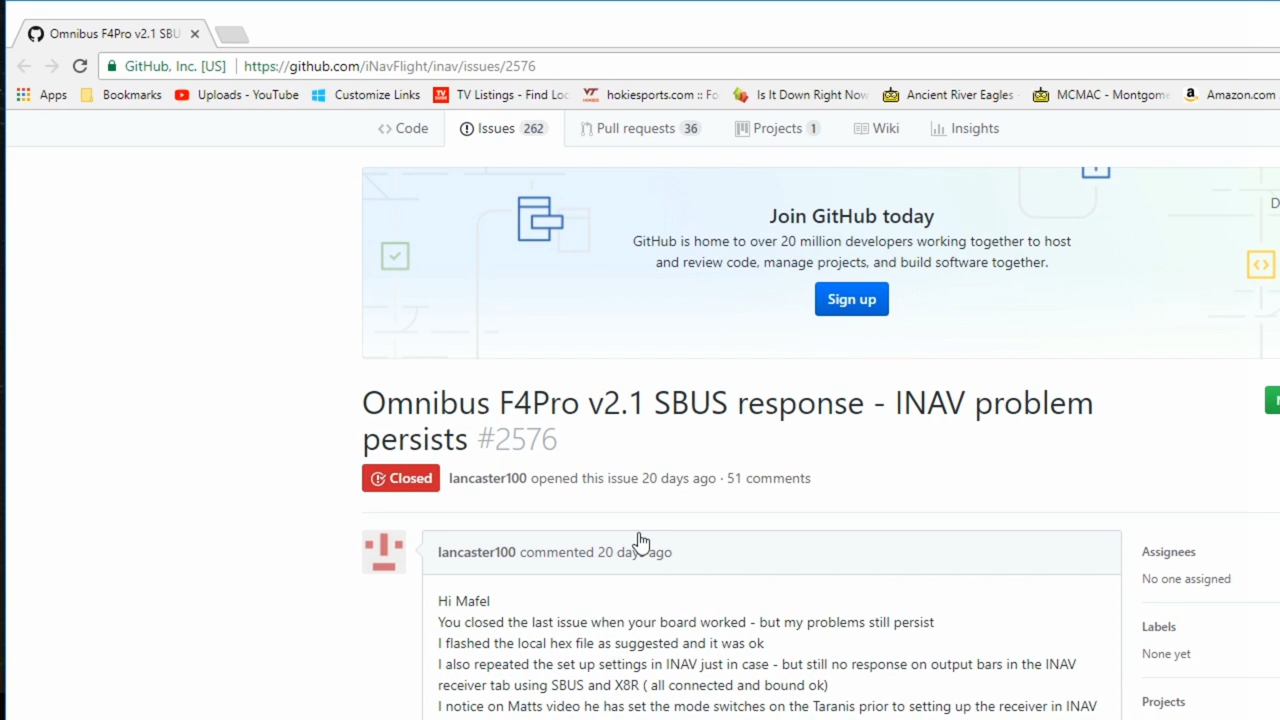 Omnibus F4Pro v2.1 SBU
GitHub, Inc. [US] https://github.com/iNavFlight/inav/issues/2576
Apps Bookmarks Uploads - YouTube Customize Links TV Listings - Find Loc hokiesports.com :: Fo Is It Down Right Now Ancient River Eagles MCMAC - Montgom Amazon.com
Code Issues 262 Pull requests 36 Projects 1 Wiki Insights
Join GitHub today
GitHub is home to over 20 million developers working together to host
and review code, manage projects, and build software together.
Sign up
Omnibus F4Pro v2.1 SBUS response - INAV problem
persists #2576
Closed lancaster100 opened this issue 20 days ago · 51 comments
lancaster100 commented 20 days ago
Hi Mafel
You closed the last issue when your board worked - but my problems still persist
I flashed the local hex file as suggested and it was ok
I also repeated the set up settings in INAV just in case - but still no response on output bars in the INAV
receiver tab using SBUS and X8R ( all connected and bound ok)
I notice on Matts video he has set the mode switches on the Taranis prior to setting up the receiver in INAV
Assignees
No one assigned
Labels
None yet
Projects